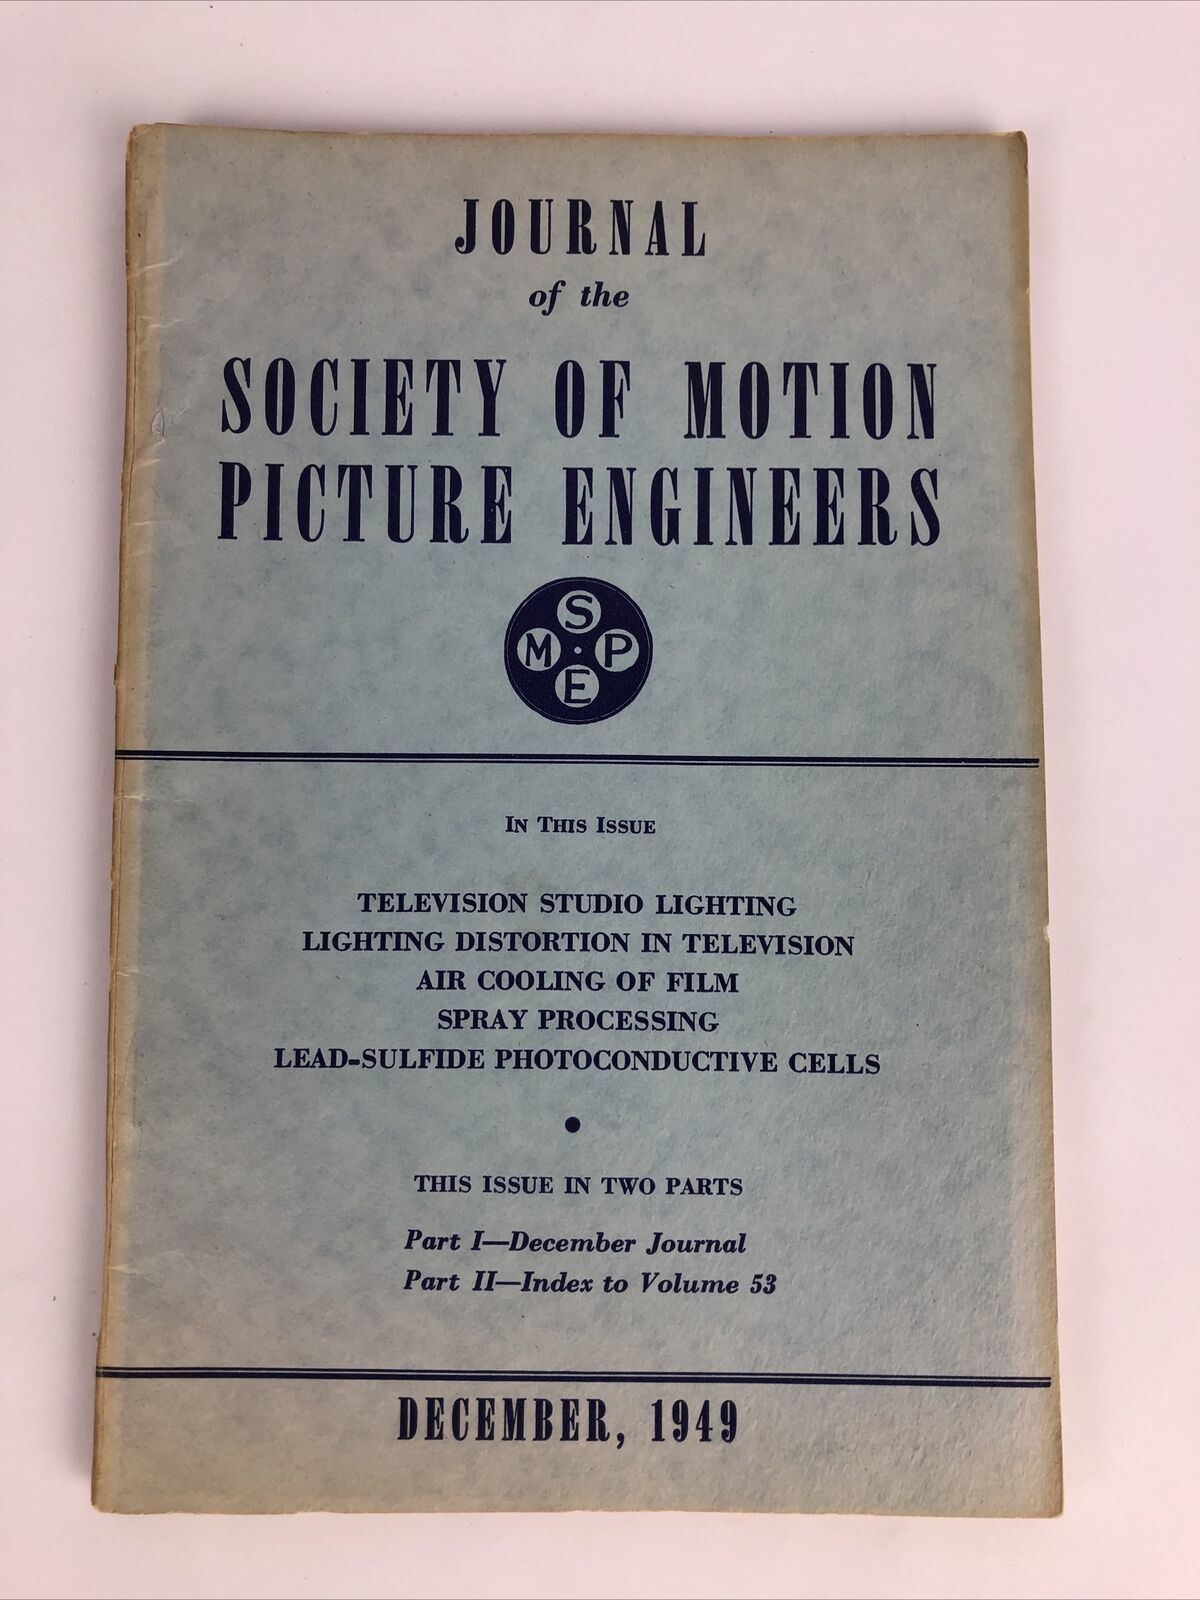 JOURNAL
of the
SOCIETY OF MOTION
PICTURE ENGINEERS
S
M P
E
IN THIS ISSUE
TELEVISION STUDIO LIGHTING
LIGHTING DISTORTION IN TELEVISION
AIR COOLING OF FILM
SPRAY PROCESSING
LEAD-SULFIDE PHOTOCONDUCTIVE CELLS
THIS ISSUE IN TWO PARTS
Part I—December Journal
Part II—Index to Volume 53
DECEMBER, 1949